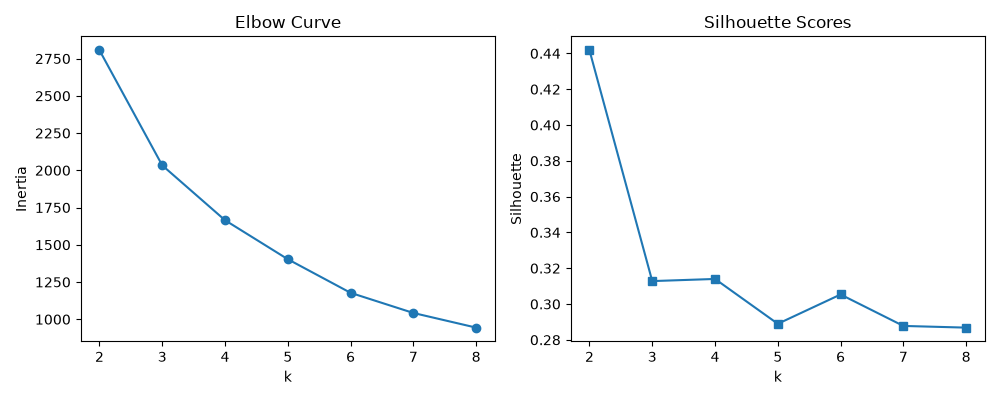 Elbow Curve
Inertia
2750
2500
2250
2000
1750
1500
1250
1000
2 3 4 5 6 7 8
k
Silhouette Scores
Silhouette
0.44
0.42
0.40
0.38
0.36
0.34
0.32
0.30
0.28
2 3 4 5 6 7 8
k